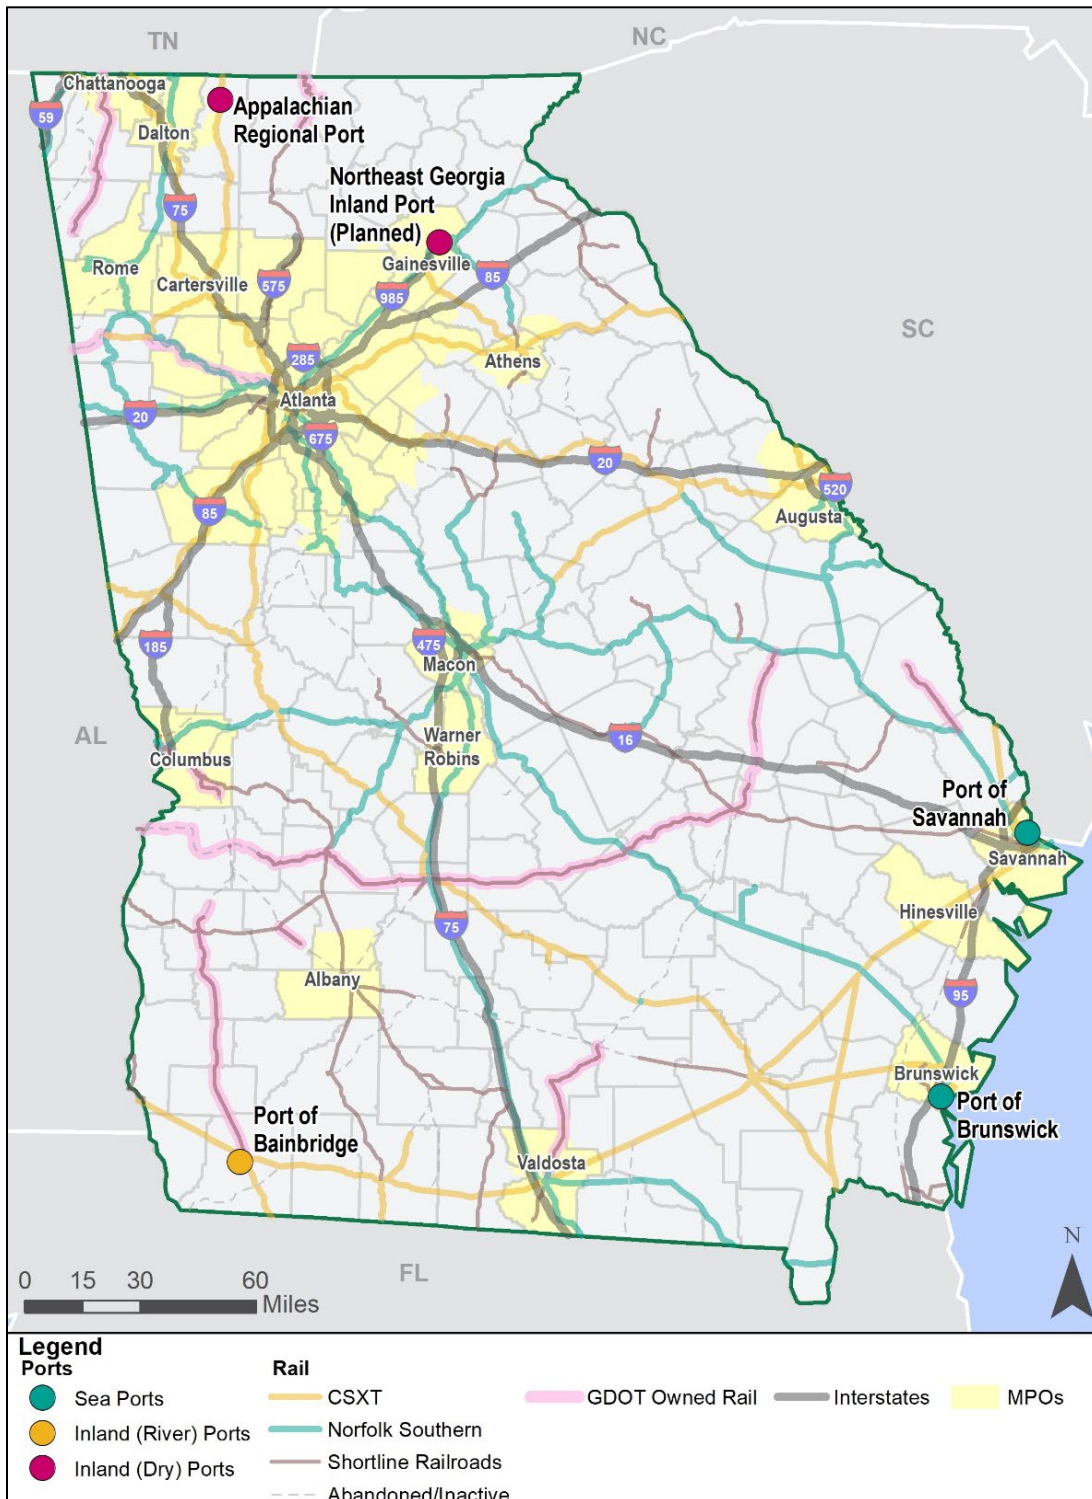 TN
NC
Chattanooga
59
Appalachian
Regional Port
Dalton
Northeast Georgia
Inland Port
(Planned)
75
Rome
Cartersville
Gainesville
575
985
85
SC
285
Athens
Atlanta
20
675
20
520
85
Augusta
185
475
Macon
AL
Columbus
Warner
Robins
16
Port of
Savannah
Savannah
Hinesville
75
Albany
95
Brunswick
Port of
Brunswick
Port of
Bainbridge
Valdosta
N
FL
0 15 30 60
Miles
Legend
Ports
Sea Ports
Inland (River) Ports
Inland (Dry) Ports
Rail
CSXT
Norfolk Southern
Shortline Railroads
Abandoned/Inactive
GDOT Owned Rail
Interstates
MPOs